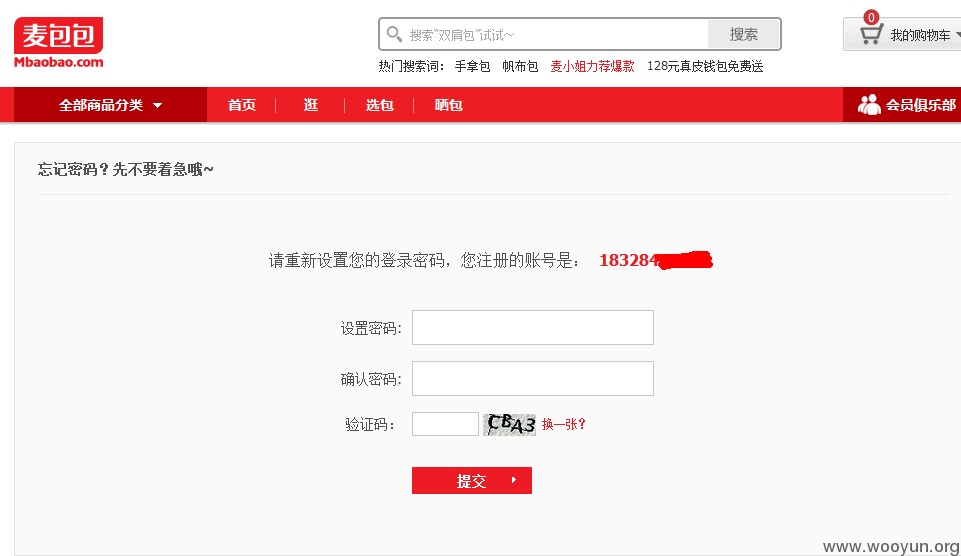 麦包包
Mbaobao.com
搜索"双肩包"试试~
搜索
0
我的购物车
热门搜索词： 手拿包 帆布包 麦小姐力荐爆款 128元真皮钱包免费送
全部商品分类 首页 逛 选包 晒包 会员俱乐部
忘记密码？先不要着急哦~
请重新设置您的登录密码，您注册的账号是： 183284
设置密码:
确认密码:
验证码: CBA3 换一张?
提交
www.wooyun.org